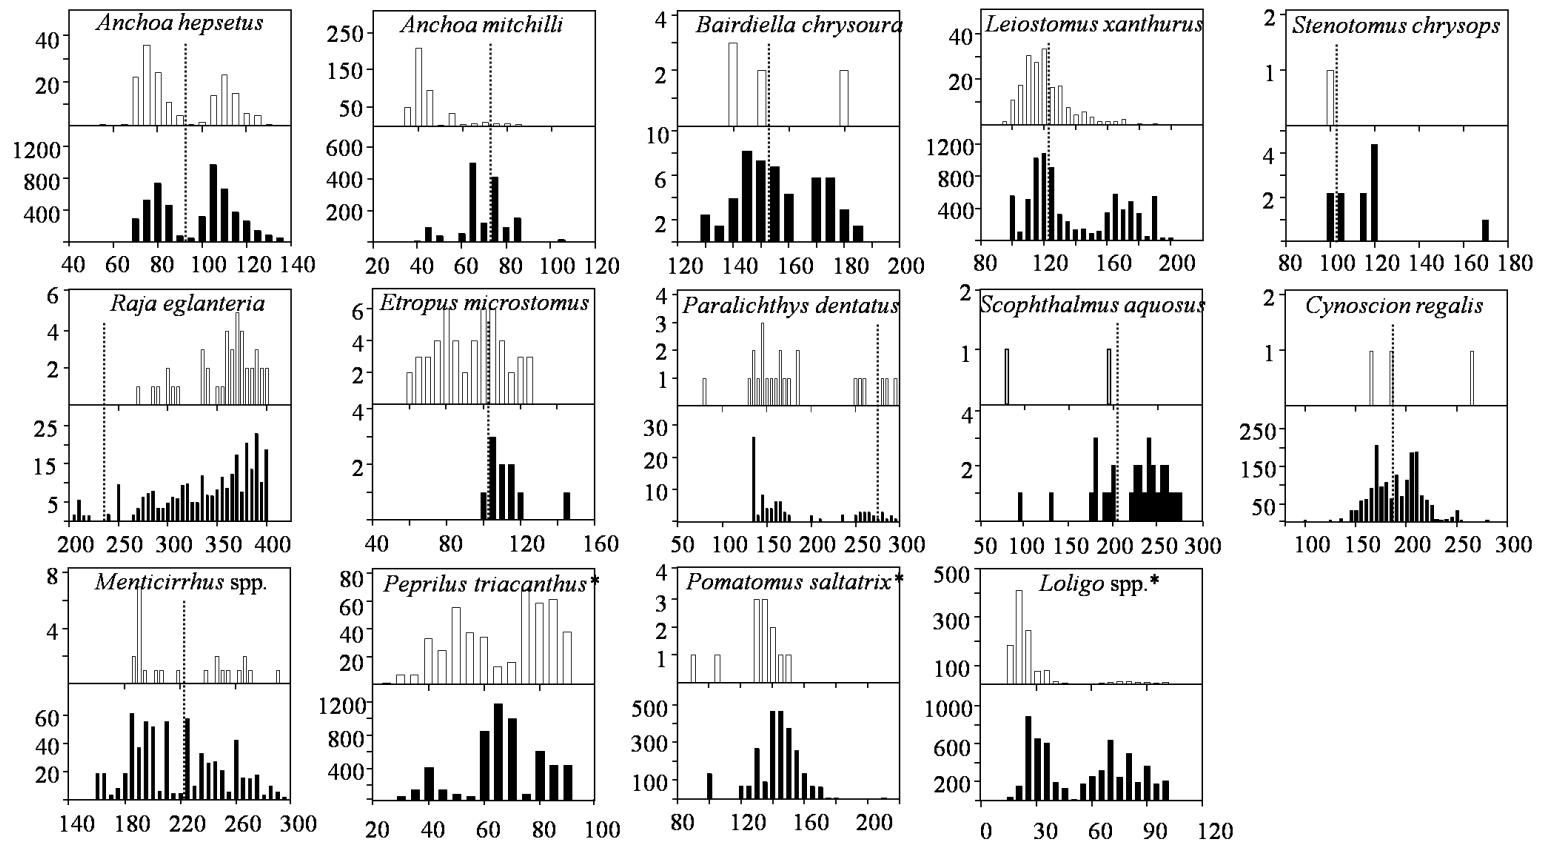 Anchoa hepsetus
40
20
1200
800
400
40 60 80 100 120 140
Anchoa mitchilli
250
150
50
600
400
200
20 40 60 80 100 120
Bairdiella chrysoura
4
2
10
6
2
120 140 160 180 200
Leiostomus xanthurus
40
20
1200
800
400
80 120 160 200
Stenotomus chrysops
2
1
4
2
80 100 120 140 160 180
Raja eglanteria
6
4
2
25
15
5
200 250 300 350 400
Etropus microstomus
6
4
2
4
2
40 80 120 160
Paralichthys dentatus
4
3
2
1
30
20
10
50 100 150 200 250 300
Scophthalmus aquosus
2
1
4
2
50 100 150 200 250 300
Cynoscion regalis
2
1
250
150
50
100 150 200 250 300
Menticirrhus spp.
8
4
60
40
20
140 180 220 260 300
Peprilus triacanthus*
80
60
40
20
1200
800
400
20 40 60 80 100
Pomatomus saltatrix*
4
3
2
1
500
300
100
80 120 160 200
Loligo spp.*
500
300
100
1000
600
200
0 30 60 90 120